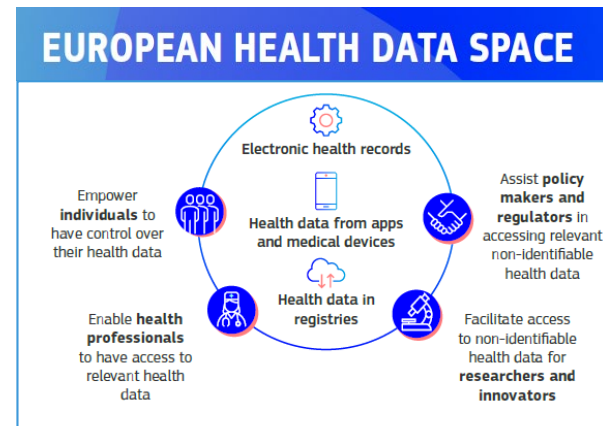 EUROPEAN HEALTH DATA SPACE
Electronic health records
Health data from apps
and medical devices
Health data in
registries
Empower
individuals to
have control over
their health data
Enable health
professionals
to have access to
relevant health
data
Assist policy
makers and
regulators in
accessing relevant
non-identifiable
health data
Facilitate access
to non-identifiable
health data for
researchers and
innovators